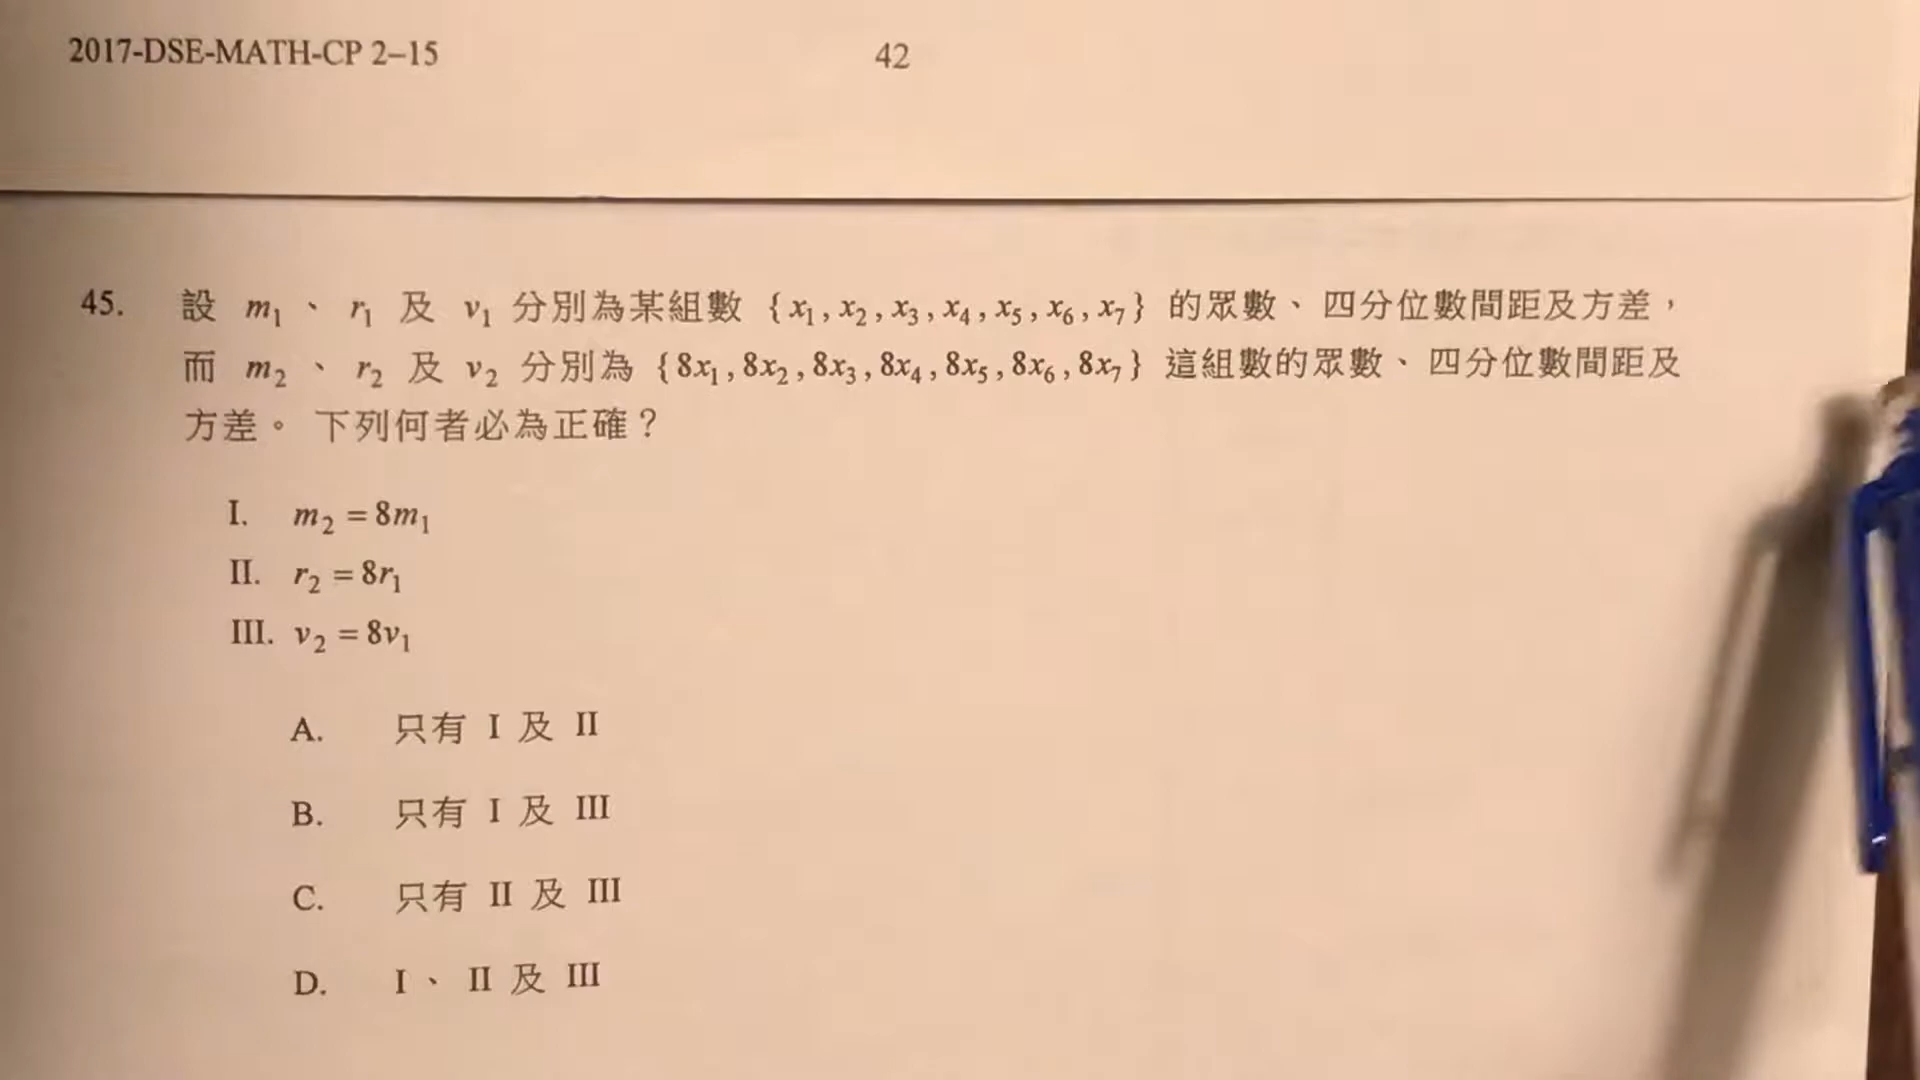 2017-DSE-MATH-CP 2–15
42
45. 設 m₁ 、 r₁ 及 v₁ 分別為某組數 { x₁ , x₂ , x₃ , x₄ , x₅ , x₆ , x₇ } 的眾數、四分位數間距及方差，
而 m₂ 、 r₂ 及 v₂ 分別為 { 8x₁ , 8x₂ , 8x₃ , 8x₄ , 8x₅ , 8x₆ , 8x₇ } 這組數的眾數、四分位數間距及
方差。 下列何者必為正確？
I. m₂ = 8m₁
II. r₂ = 8r₁
III. v₂ = 8v₁
A. 只有 I 及 II
B. 只有 I 及 III
C. 只有 II 及 III
D. I 、 II 及 III